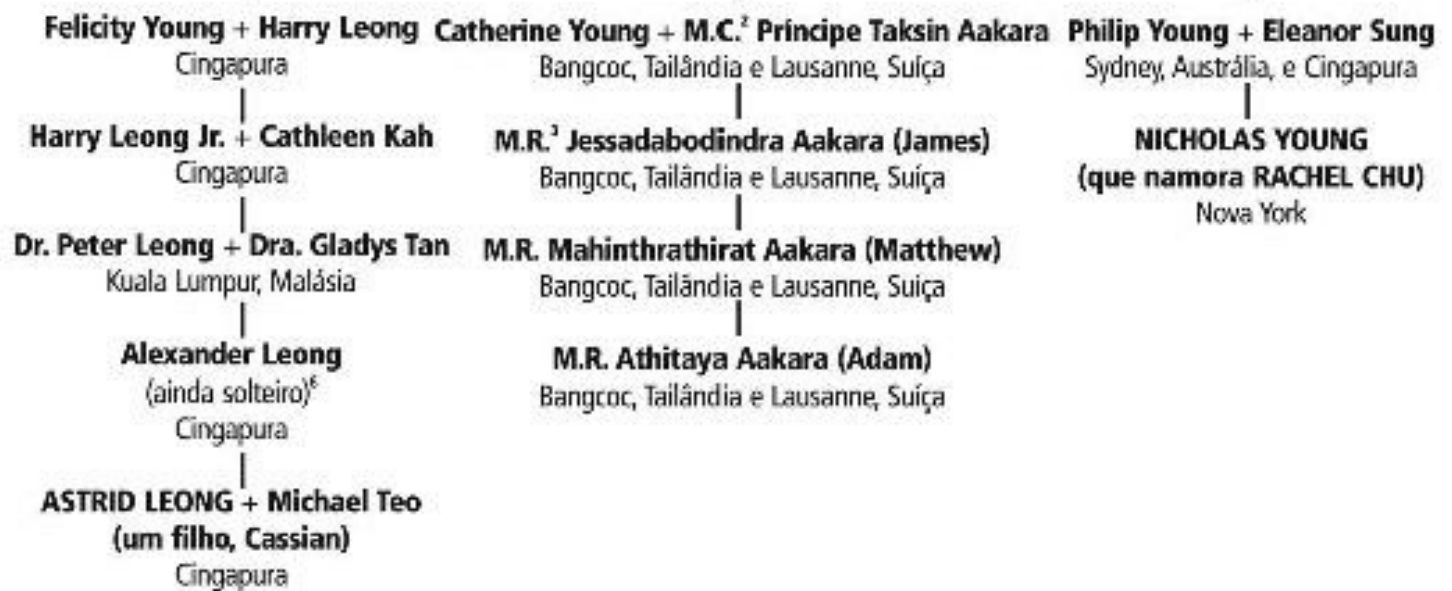 Felicity Young + Harry Leong
Cingapura
Harry Leong Jr. + Cathleen Kah
Cingapura
Dr. Peter Leong + Dra. Gladys Tan
Kuala Lumpur, Malásia
Alexander Leong
(ainda solteiro)⁶
Cingapura
ASTRID LEONG + Michael Teo
(um filho, Cassian)
Cingapura
Catherine Young + M.C.² Príncipe Taksin Aakara
Bangcoc, Tailândia e Lausanne, Suíça
M.R.³ Jessadabodindra Aakara (James)
Bangcoc, Tailândia e Lausanne, Suíça
M.R. Mahinthrathirat Aakara (Matthew)
Bangcoc, Tailândia e Lausanne, Suíça
M.R. Athitaya Aakara (Adam)
Bangcoc, Tailândia e Lausanne, Suíça
Philip Young + Eleanor Sung
Sydney, Austrália, e Cingapura
NICHOLAS YOUNG
(que namora RACHEL CHU)
Nova York